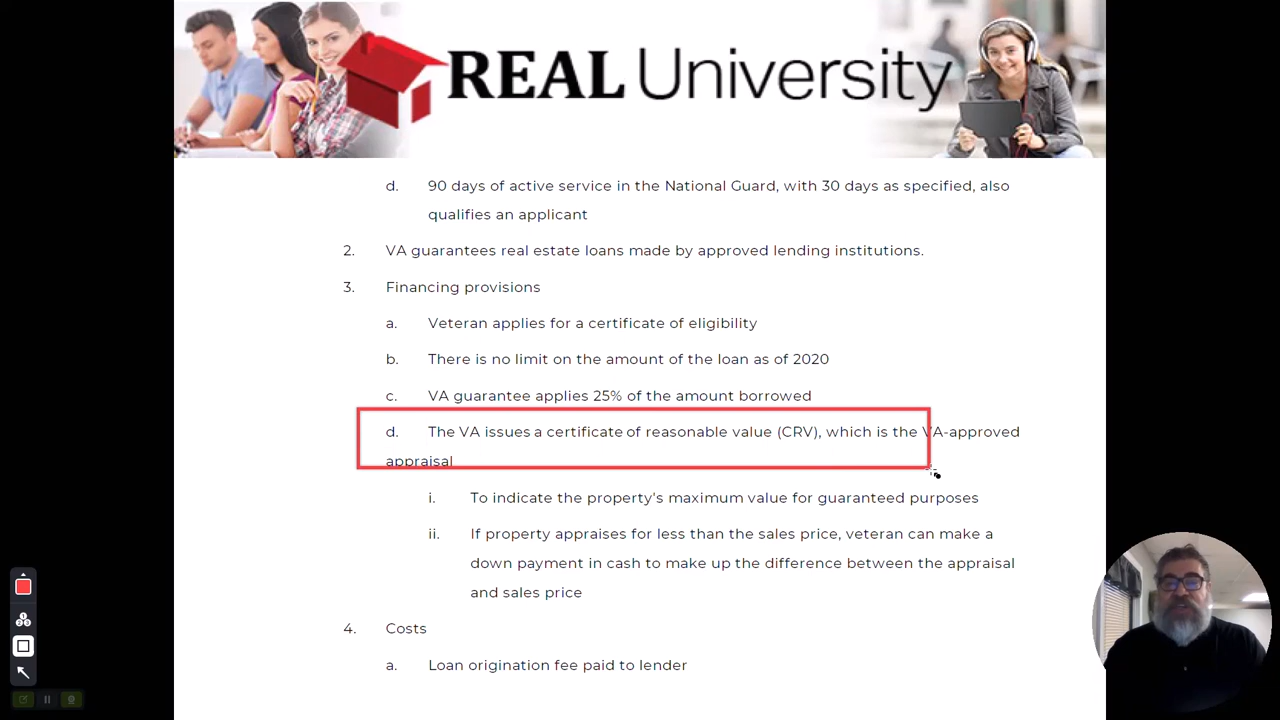 REAL University
d. 90 days of active service in the National Guard, with 30 days as specified, also
qualifies an applicant
2. VA guarantees real estate loans made by approved lending institutions.
3. Financing provisions
a. Veteran applies for a certificate of eligibility
b. There is no limit on the amount of the loan as of 2020
c. VA guarantee applies 25% of the amount borrowed
d. The VA issues a certificate of reasonable value (CRV), which is the VA-approved
appraisal
i. To indicate the property's maximum value for guaranteed purposes
ii. If property appraises for less than the sales price, veteran can make a
down payment in cash to make up the difference between the appraisal
and sales price
4. Costs
a. Loan origination fee paid to lender